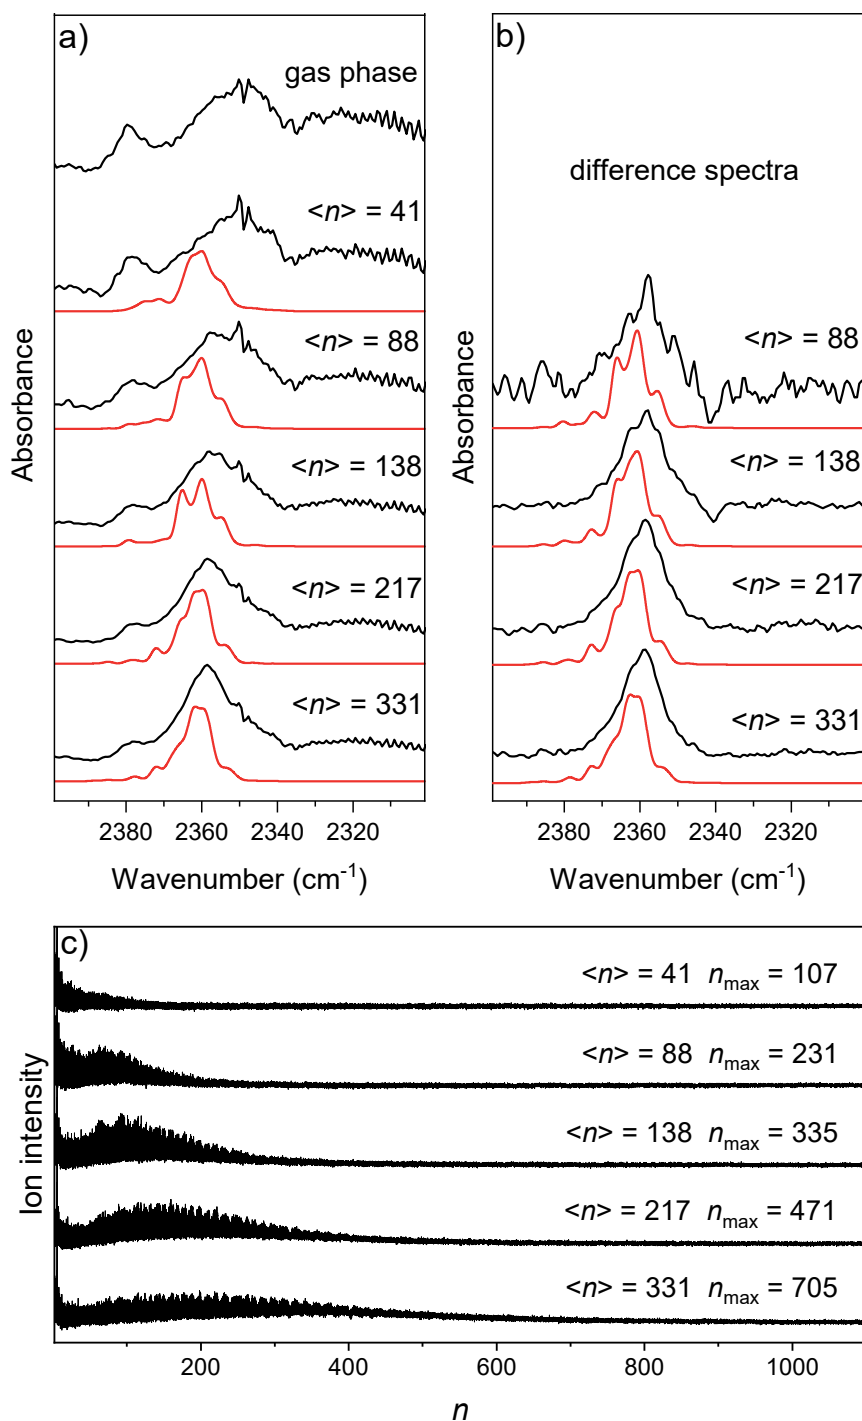 a)
gas phase
<n> = 41
<n> = 88
<n> = 138
<n> = 217
<n> = 331
Absorbance
2380 2360 2340 2320
Wavenumber (cm⁻¹)
b)
difference spectra
<n> = 88
<n> = 138
<n> = 217
<n> = 331
Absorbance
2380 2360 2340 2320
Wavenumber (cm⁻¹)
c)
<n> = 41 nmax = 107
<n> = 88 nmax = 231
<n> = 138 nmax = 335
<n> = 217 nmax = 471
<n> = 331 nmax = 705
Ion intensity
200 400 600 800 1000
n